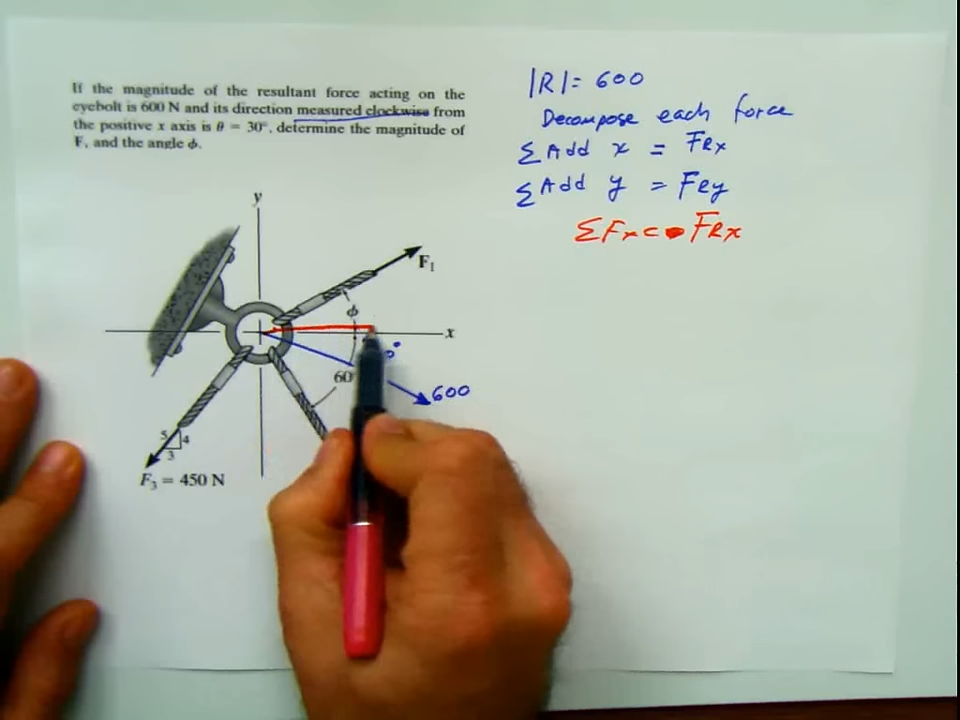 If the magnitude of the resultant force acting on the
eyebolt is 600 N and its direction measured clockwise from
the positive x axis is θ = 30°, determine the magnitude of
F, and the angle ϕ.
|R| = 600
Decompose each force
Σ Add x = FRx
Σ Add y = FRy
ΣFx = FRx
y
F₁
ϕ
x
60
600
5
4
3
F₃ = 450 N